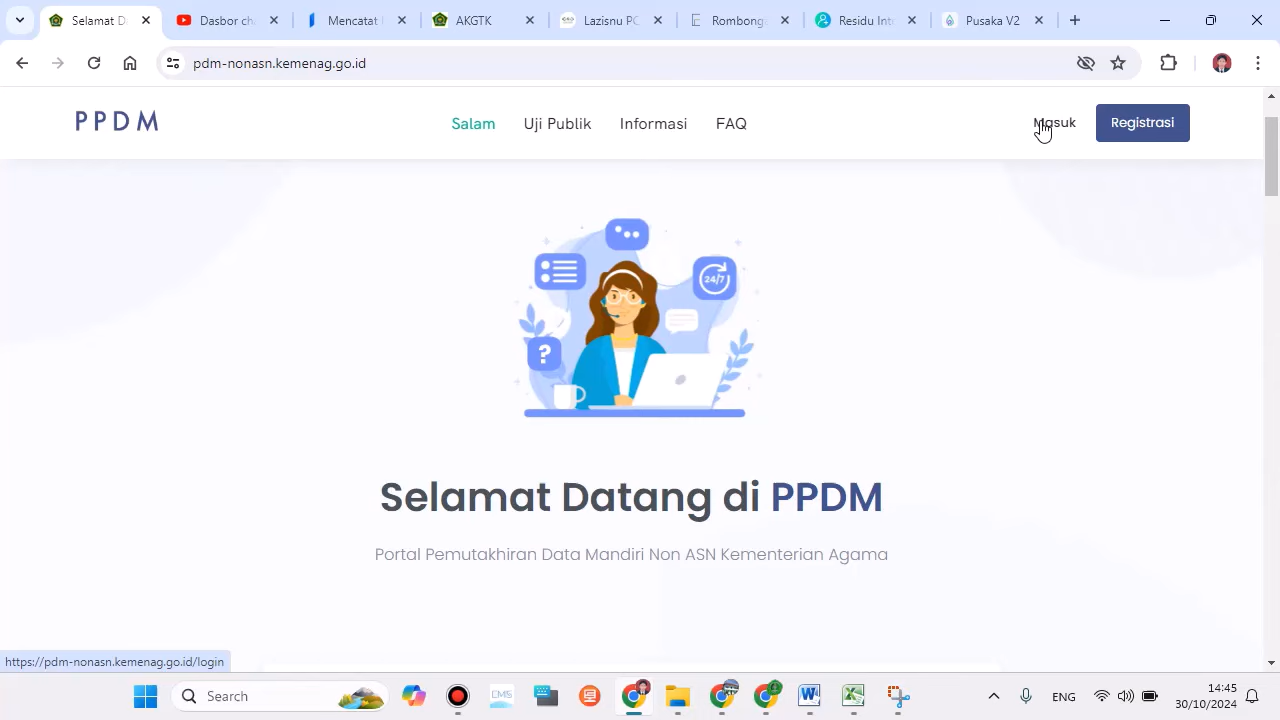 Selamat D
Dasbor ch
Mencatat
AKGTK
Lazisnu PC
Rombong
Residu Int
Pusaka V2
pdm-nonasn.kemenag.go.id
PPDM
Salam
Uji Publik
Informasi
FAQ
Masuk
Registrasi
24/7
?
Selamat Datang di PPDM
Portal Pemutakhiran Data Mandiri Non ASN Kementerian Agama
https://pdm-nonasn.kemenag.go.id/login
Search
CMS
ENG
14:45
30/10/2024